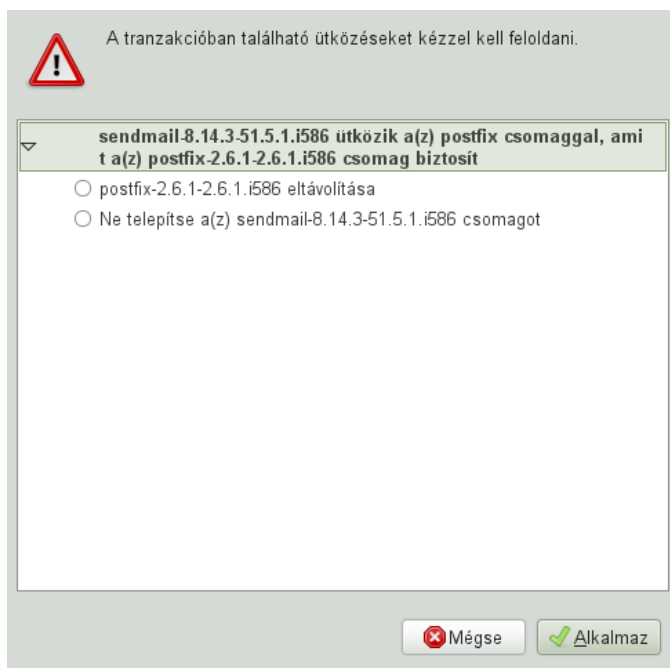 A tranzakcióban található ütközéseket kézzel kell feloldani.
sendmail-8.14.3-51.5.1.i586 ütközik a(z) postfix csomaggal, ami
t a(z) postfix-2.6.1-2.6.1.i586 csomag biztosít
postfix-2.6.1-2.6.1.i586 eltávolítása
Ne telepítse a(z) sendmail-8.14.3-51.5.1.i586 csomagot
Mégse
Alkalmaz